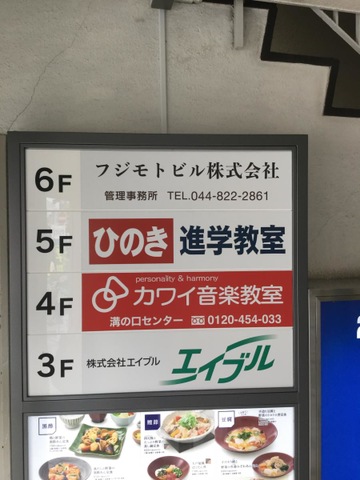 6F フジモトビル株式会社
管理事務所 TEL.044-822-2861
5F ひのき 進学教室
personality & harmony
4F カワイ音楽教室
溝の口センター 0120-454-033
3F 株式会社エイブル エイブル